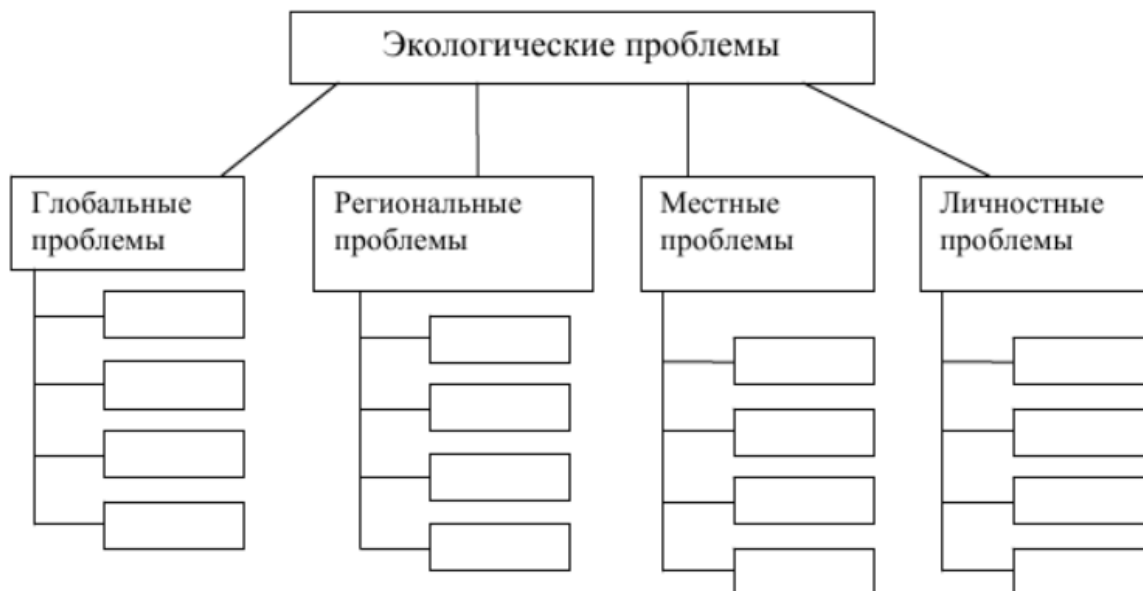 Экологические проблемы
Глобальные
проблемы
Региональные
проблемы
Местные
проблемы
Личностные
проблемы